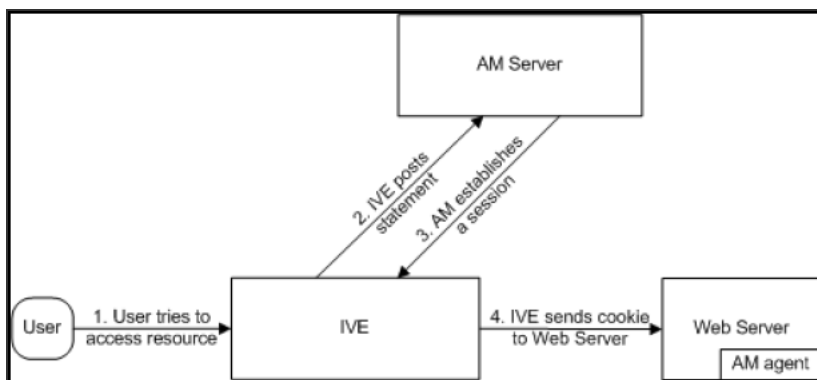 AM Server
2. IVE posts
statement
3. AM establishes
a session
User
1. User tries to
access resource
IVE
4. IVE sends cookie
to Web Server
Web Server
AM agent